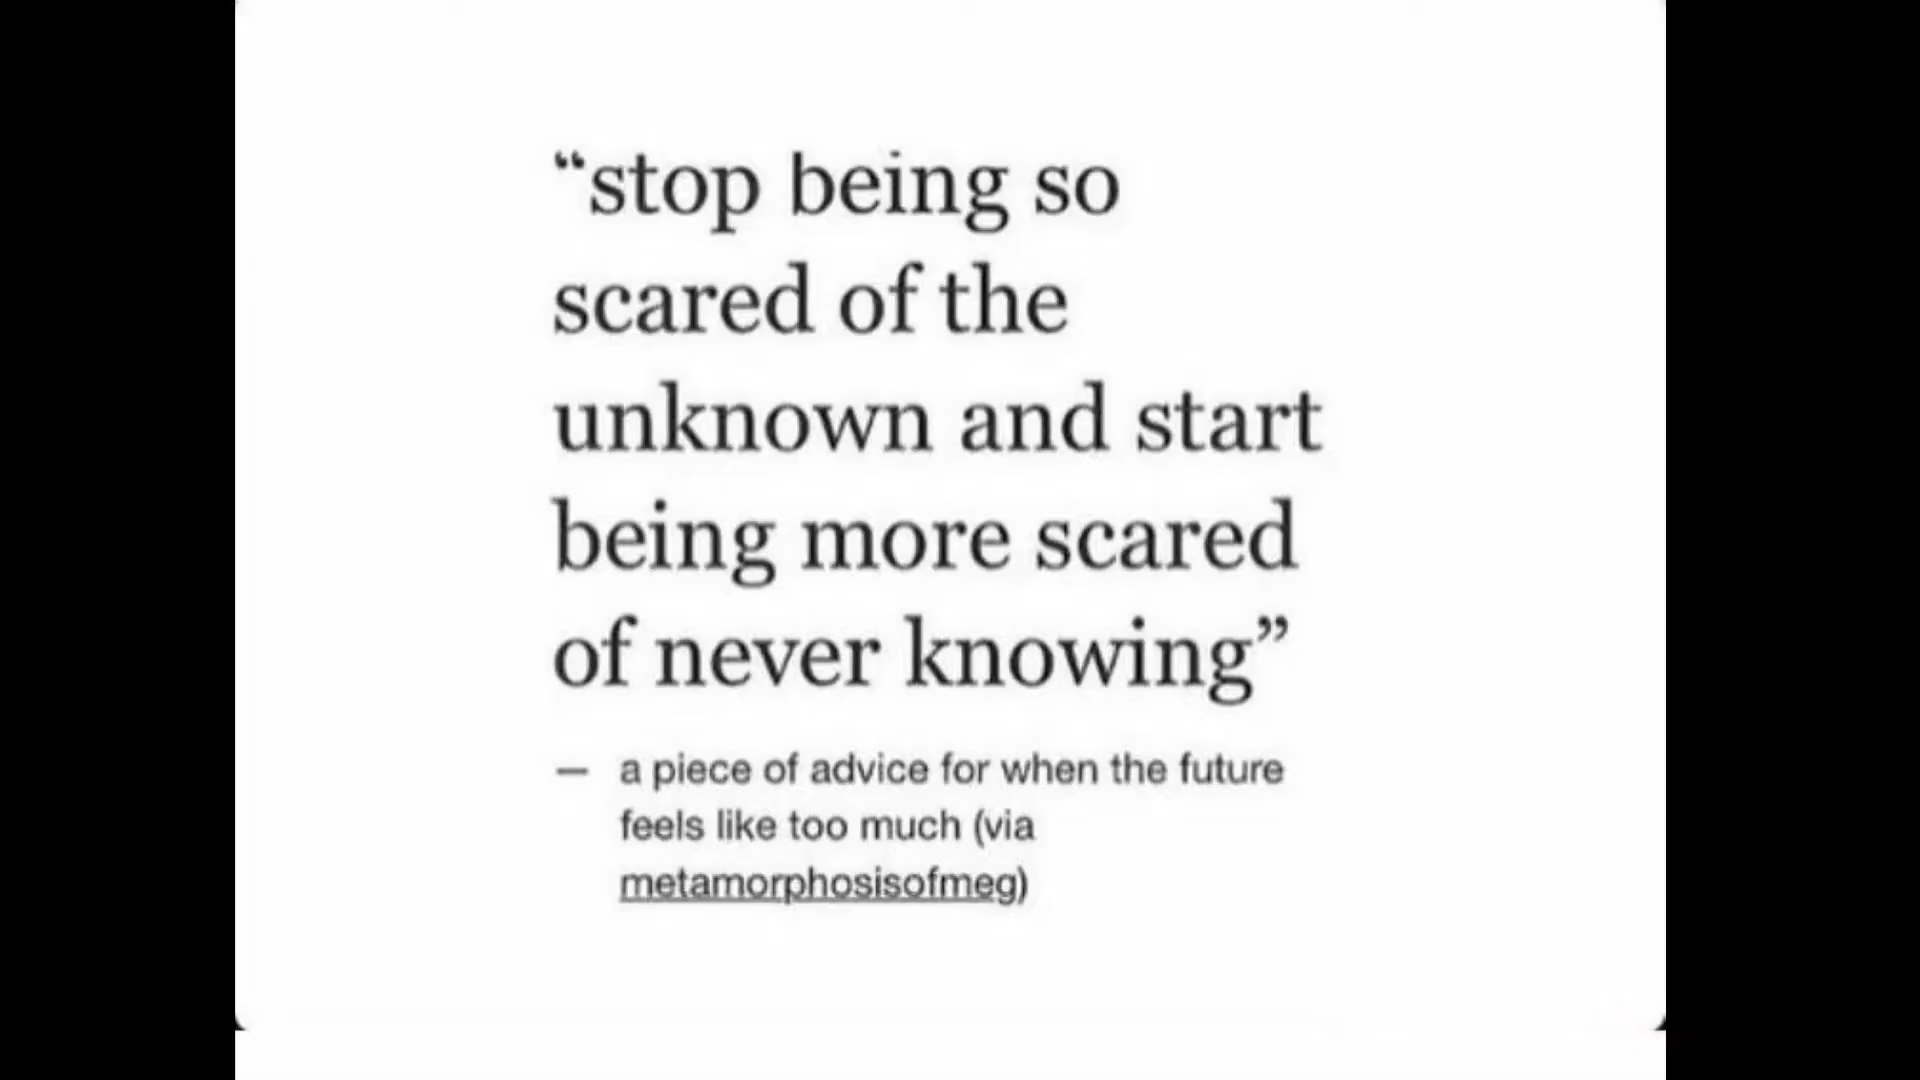 “stop being so
scared of the
unknown and start
being more scared
of never knowing”
— a piece of advice for when the future
feels like too much (via
metamorphosisofmeg)